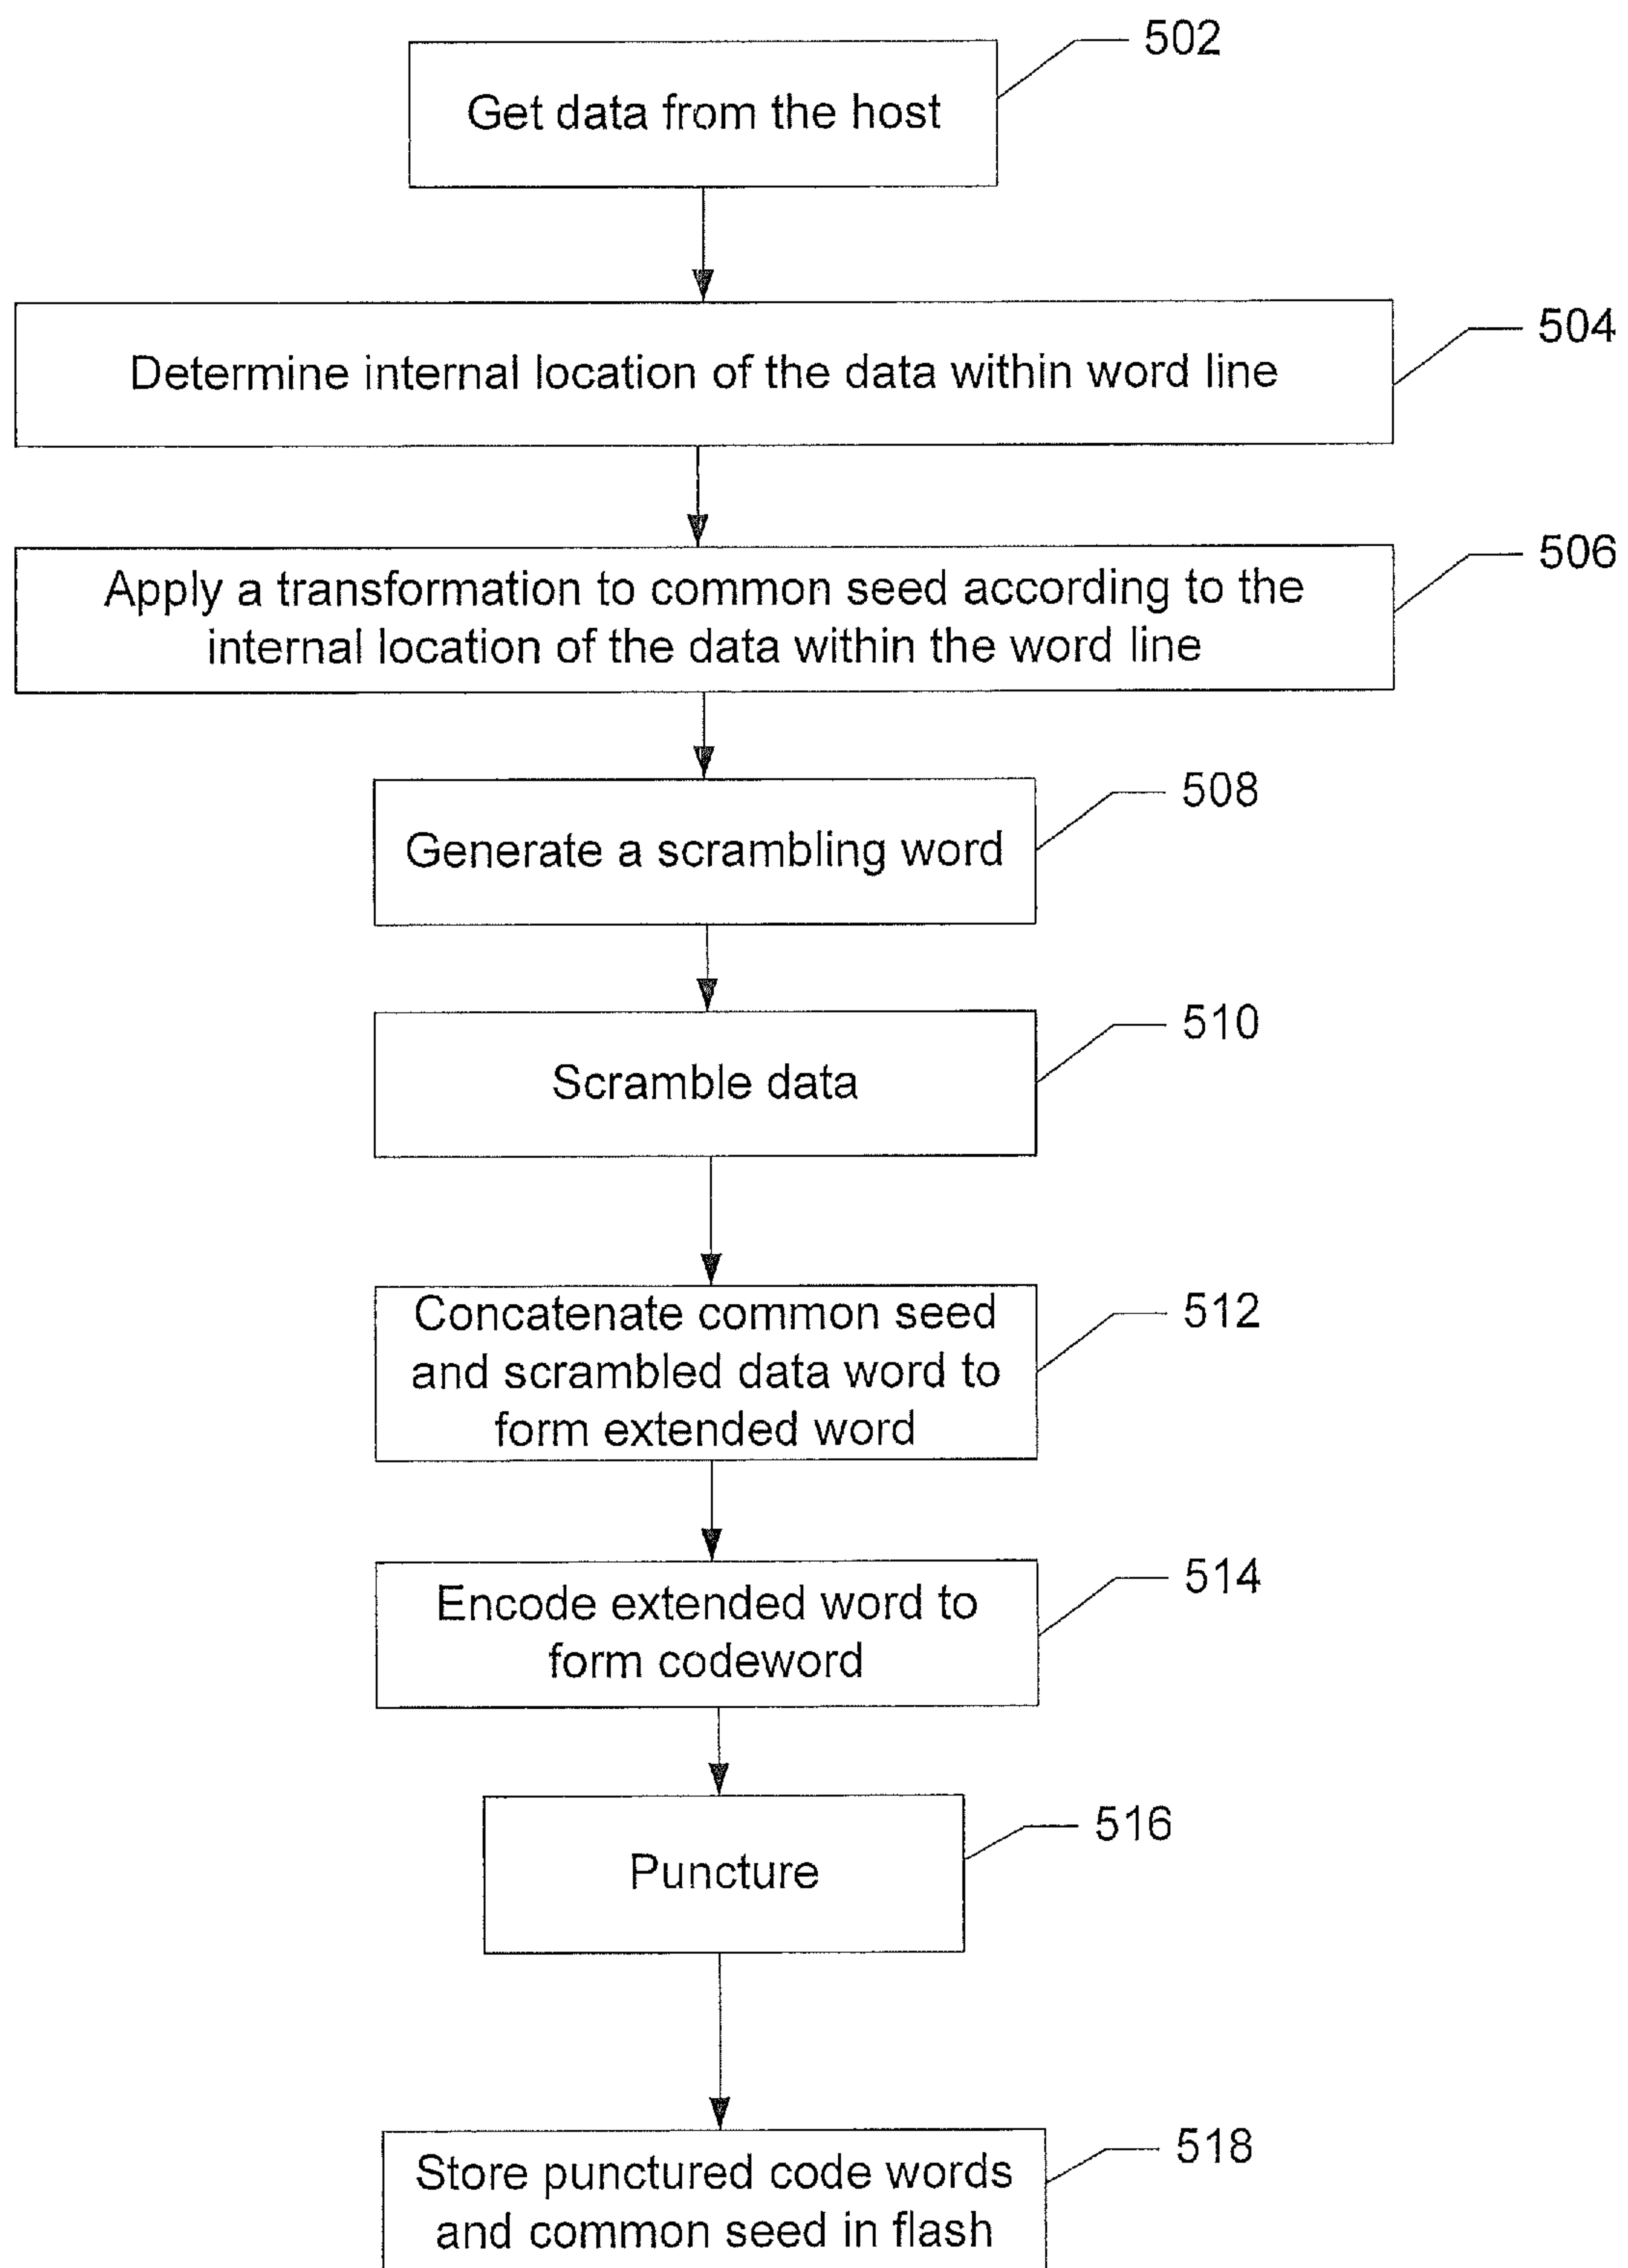 502
Get data from the host
504
Determine internal location of the data within word line
506
Apply a transformation to common seed according to the
internal location of the data within the word line
508
Generate a scrambling word
510
Scramble data
512
Concatenate common seed
and scrambled data word to
form extended word
514
Encode extended word to
form codeword
516
Puncture
518
Store punctured code words
and common seed in flash